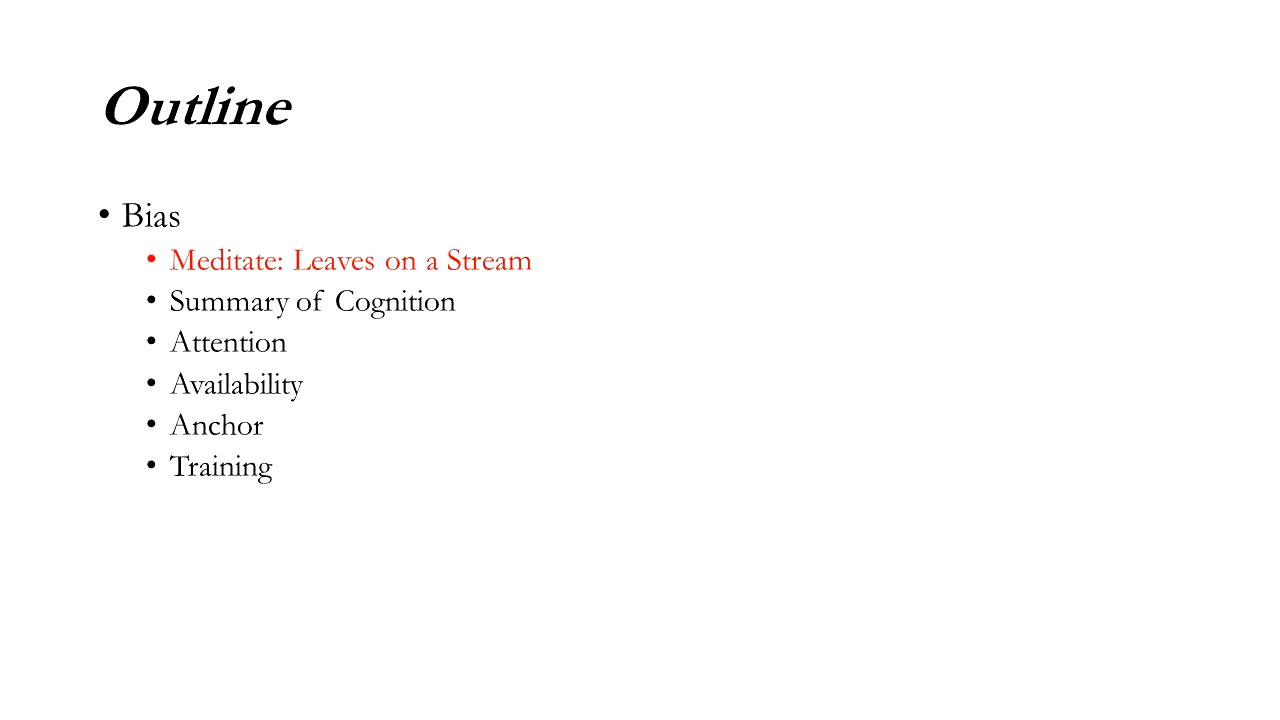 Outline
• Bias
• Meditate: Leaves on a Stream
• Summary of Cognition
• Attention
• Availability
• Anchor
• Training